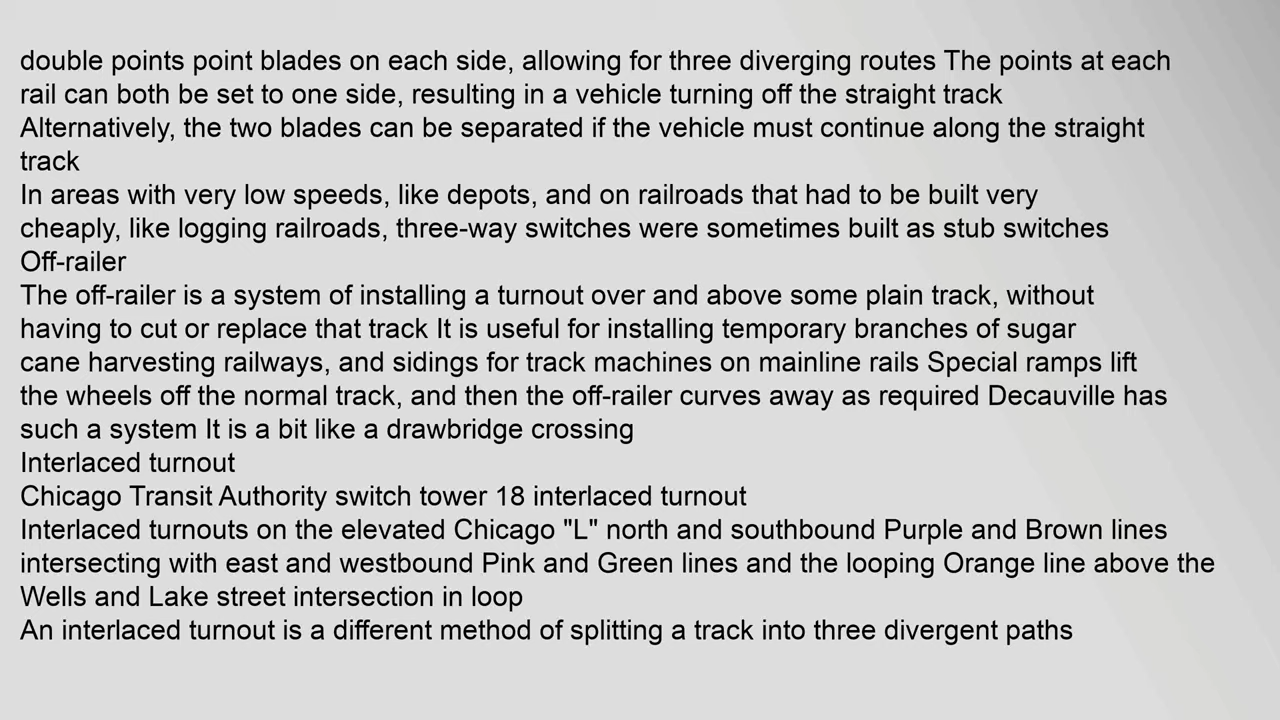 double points point blades on each side, allowing for three diverging routes The points at each
rail can both be set to one side, resulting in a vehicle turning off the straight track
Alternatively, the two blades can be separated if the vehicle must continue along the straight
track
In areas with very low speeds, like depots, and on railroads that had to be built very
cheaply, like logging railroads, three-way switches were sometimes built as stub switches
Off-railer
The off-railer is a system of installing a turnout over and above some plain track, without
having to cut or replace that track It is useful for installing temporary branches of sugar
cane harvesting railways, and sidings for track machines on mainline rails Special ramps lift
the wheels off the normal track, and then the off-railer curves away as required Decauville has
such a system It is a bit like a drawbridge crossing
Interlaced turnout
Chicago Transit Authority switch tower 18 interlaced turnout
Interlaced turnouts on the elevated Chicago "L" north and southbound Purple and Brown lines
intersecting with east and westbound Pink and Green lines and the looping Orange line above the
Wells and Lake street intersection in loop
An interlaced turnout is a different method of splitting a track into three divergent paths